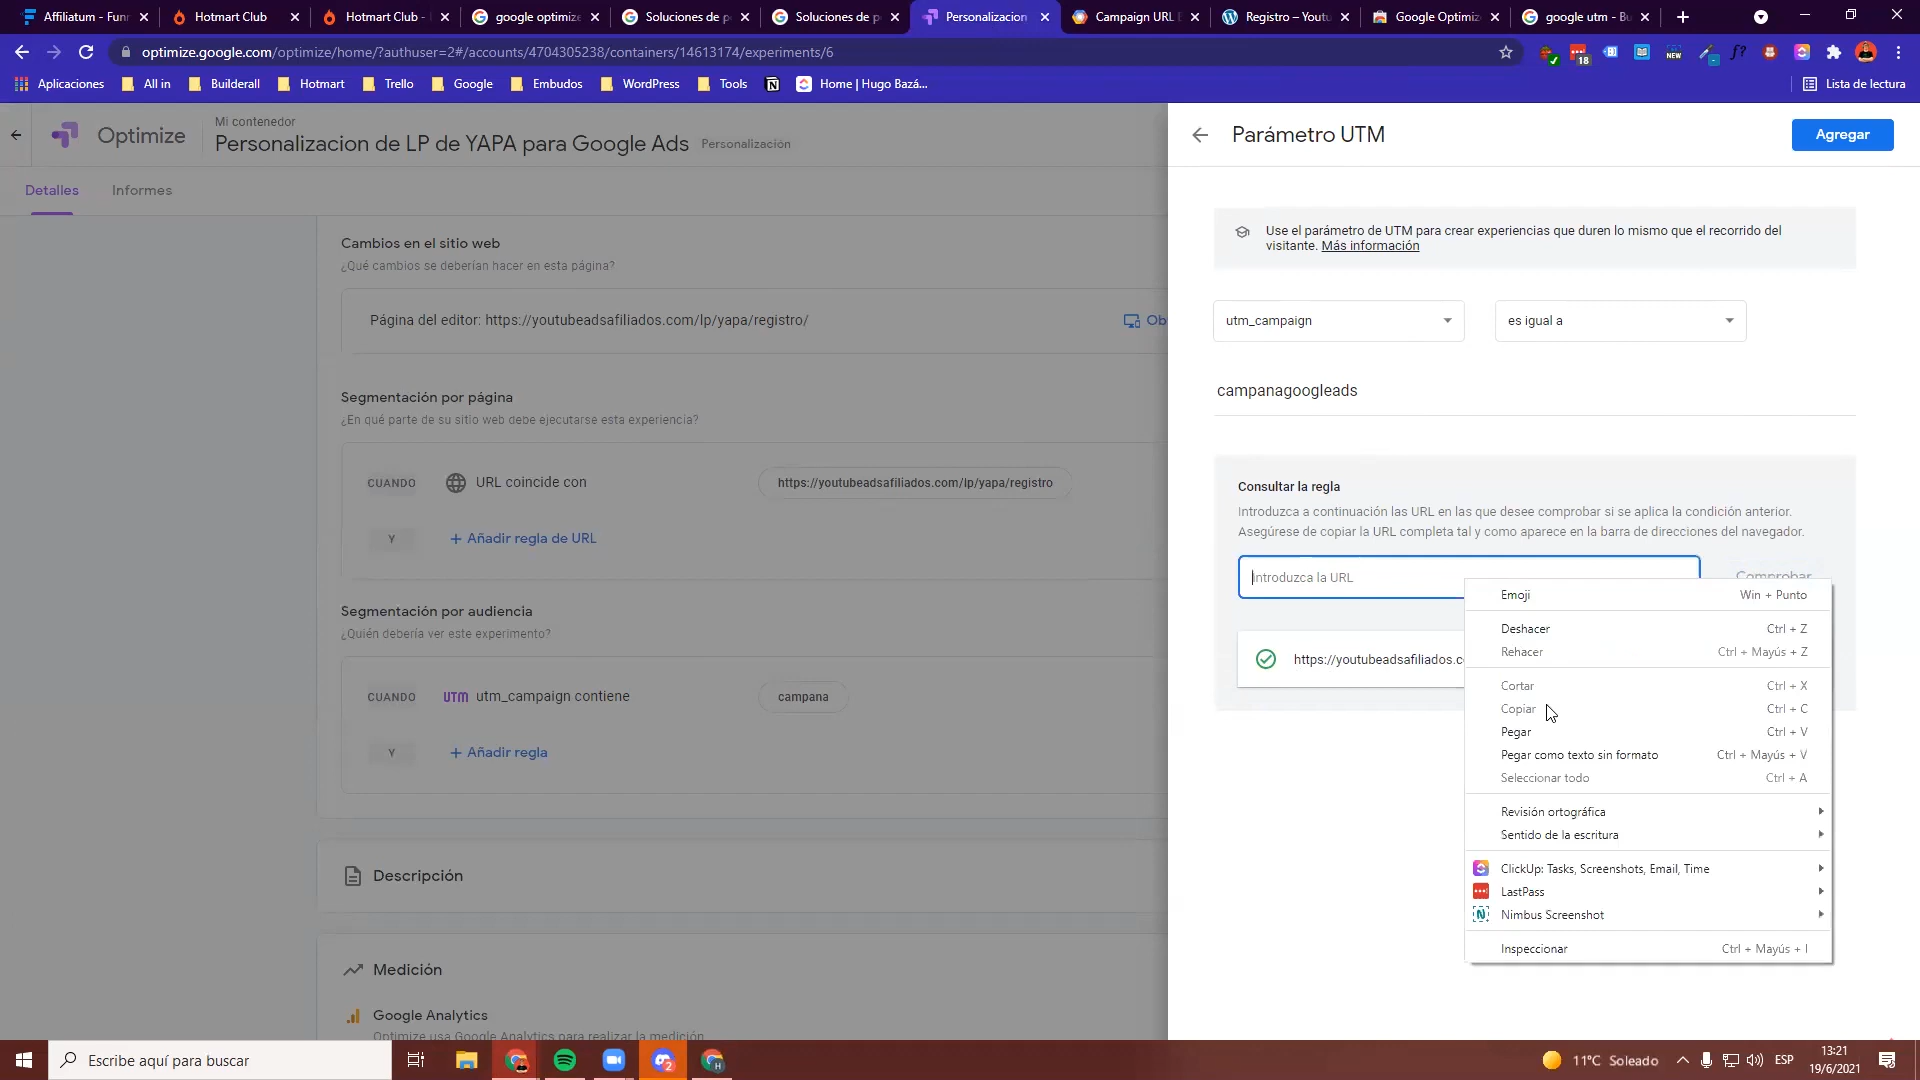 Affiliatum - Funn
Hotmart Club
Hotmart Club -
google optimize
Soluciones de p
Soluciones de p
Personalizacion
Campaign URL B
Registro – Youtu
Google Optimiz
google utm - Bu
optimize.google.com/optimize/home/?authuser=2#/accounts/4704305238/containers/14613174/experiments/6
18
NEW
Aplicaciones
All in
Builderall
Hotmart
Trello
Google
Embudos
WordPress
Tools
Home | Hugo Bazá...
Lista de lectura
Optimize
Mi contenedor
Personalizacion de LP de YAPA para Google Ads
Personalización
Detalles
Informes
Cambios en el sitio web
¿Qué cambios se deberían hacer en esta página?
Página del editor: https://youtubeadsafiliados.com/lp/yapa/registro/
Ob
Segmentación por página
¿En qué parte de su sitio web debe ejecutarse esta experiencia?
CUANDO
URL coincide con
https://youtubeadsafiliados.com/lp/yapa/registro
Y
+ Añadir regla de URL
Segmentación por audiencia
¿Quién debería ver este experimento?
CUANDO
UTM utm_campaign contiene
campana
Y
+ Añadir regla
Descripción
Medición
Google Analytics
Optimize usa Google Analytics para realizar la medición
Parámetro UTM
Agregar
Use el parámetro de UTM para crear experiencias que duren lo mismo que el recorrido del
visitante. Más información
utm_campaign
es igual a
campanagoogleads
Consultar la regla
Introduzca a continuación las URL en las que desee comprobar si se aplica la condición anterior.
Asegúrese de copiar la URL completa tal y como aparece en la barra de direcciones del navegador.
Introduzca la URL
Comprobar
https://youtubeadsafiliados.c
Emoji Win + Punto
Deshacer Ctrl + Z
Rehacer Ctrl + Mayús + Z
Cortar Ctrl + X
Copiar Ctrl + C
Pegar Ctrl + V
Pegar como texto sin formato Ctrl + Mayús + V
Seleccionar todo Ctrl + A
Revisión ortográfica
Sentido de la escritura
ClickUp: Tasks, Screenshots, Email, Time
LastPass
Nimbus Screenshot
Inspeccionar Ctrl + Mayús + I
Escribe aquí para buscar
2
11°C Soleado
ESP
13:21
19/6/2021